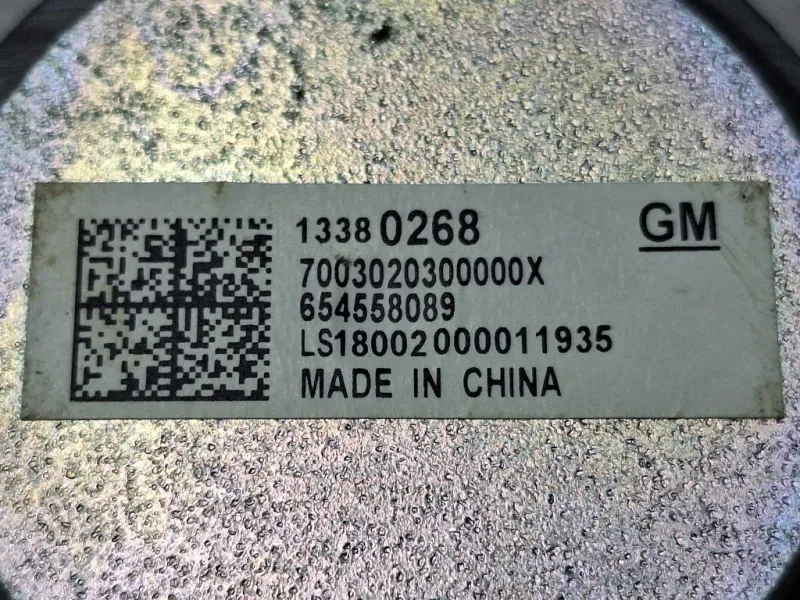 13380268 GM
7003020300000X
654558089
LS18002000011935
MADE IN CHINA